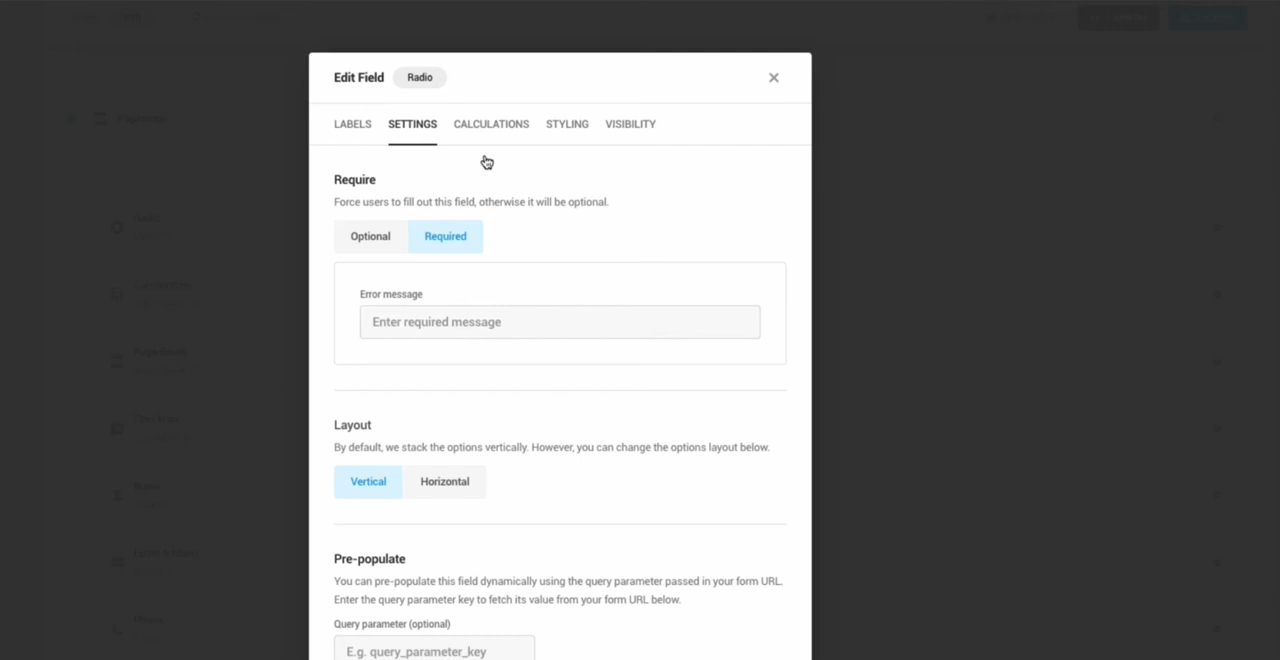 Edit Field
Radio
LABELS SETTINGS CALCULATIONS STYLING VISIBILITY
Require
Force users to fill out this field, otherwise it will be optional.
Optional Required
Error message
Enter required message
Layout
By default, we stack the options vertically. However, you can change the options layout below.
Vertical Horizontal
Pre-populate
You can pre-populate this field dynamically using the query parameter passed in your form URL.
Enter the query parameter key to fetch its value from your form URL below.
Query parameter (optional)
E.g. query_parameter_key